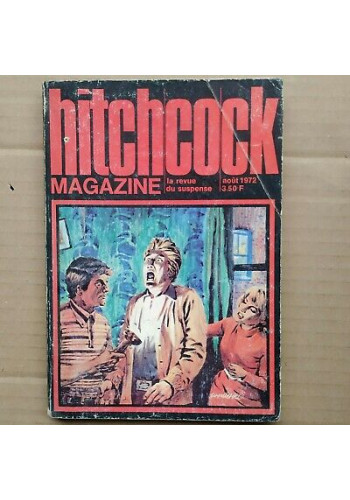 hitchcock
MAGAZINE
la revue
du suspense
août 1972
3.50 F